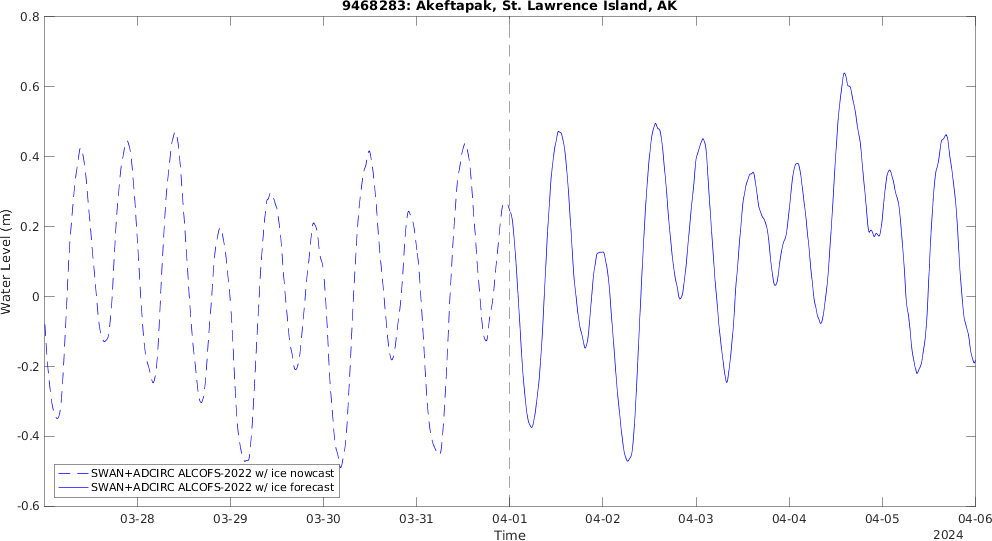 9468283: Akeftapak, St. Lawrence Island, AK
0.8
0.6
0.4
0.2
0
-0.2
-0.4
-0.6
Water Level (m)
SWAN+ADCIRC ALCOFS-2022 w/ ice nowcast
SWAN+ADCIRC ALCOFS-2022 w/ ice forecast
03-28 03-29 03-30 03-31 04-01 04-02 04-03 04-04 04-05 04-06
Time
2024